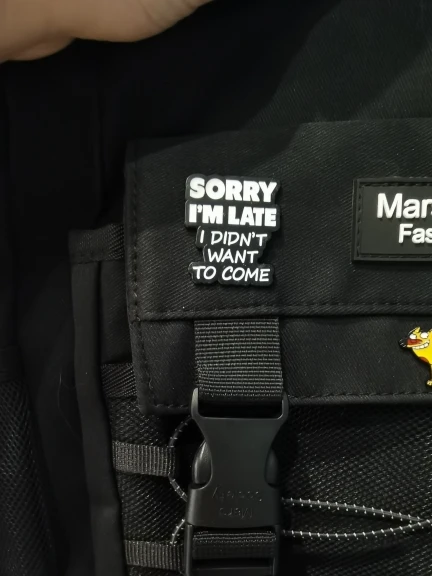 SORRY
I'M LATE
I DIDN'T
WANT
TO COME
Mar
Fas